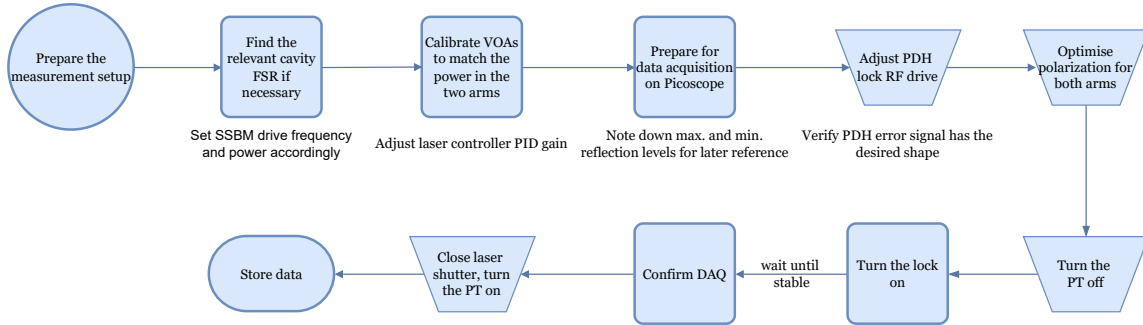 Prepare the
measurement setup
Find the
relevant cavity
FSR if
necessary
Set SSBM drive frequency
and power accordingly
Calibrate VOAs
to match the
power in the
two arms
Adjust laser controller PID gain
Prepare for
data acquisition
on Picoscope
Note down max. and min.
reflection levels for later reference
Adjust PDH
lock RF drive
Verify PDH error signal has the
desired shape
Optimise
polarization for
both arms
Turn the
PT off
Turn the lock
on
wait until
stable
Confirm DAQ
Close laser
shutter, turn
the PT on
Store data